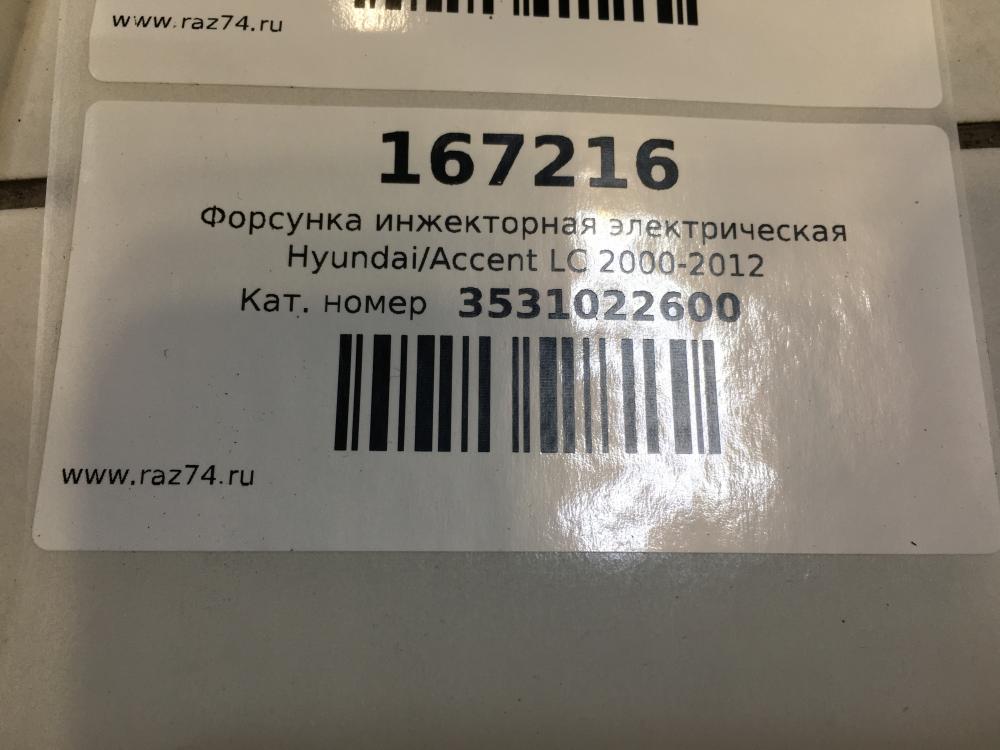 www.raz74.ru
167216
Форсунка инжекторная электрическая
Hyundai/Accent LC 2000-2012
Кат. номер 3531022600
www.raz74.ru